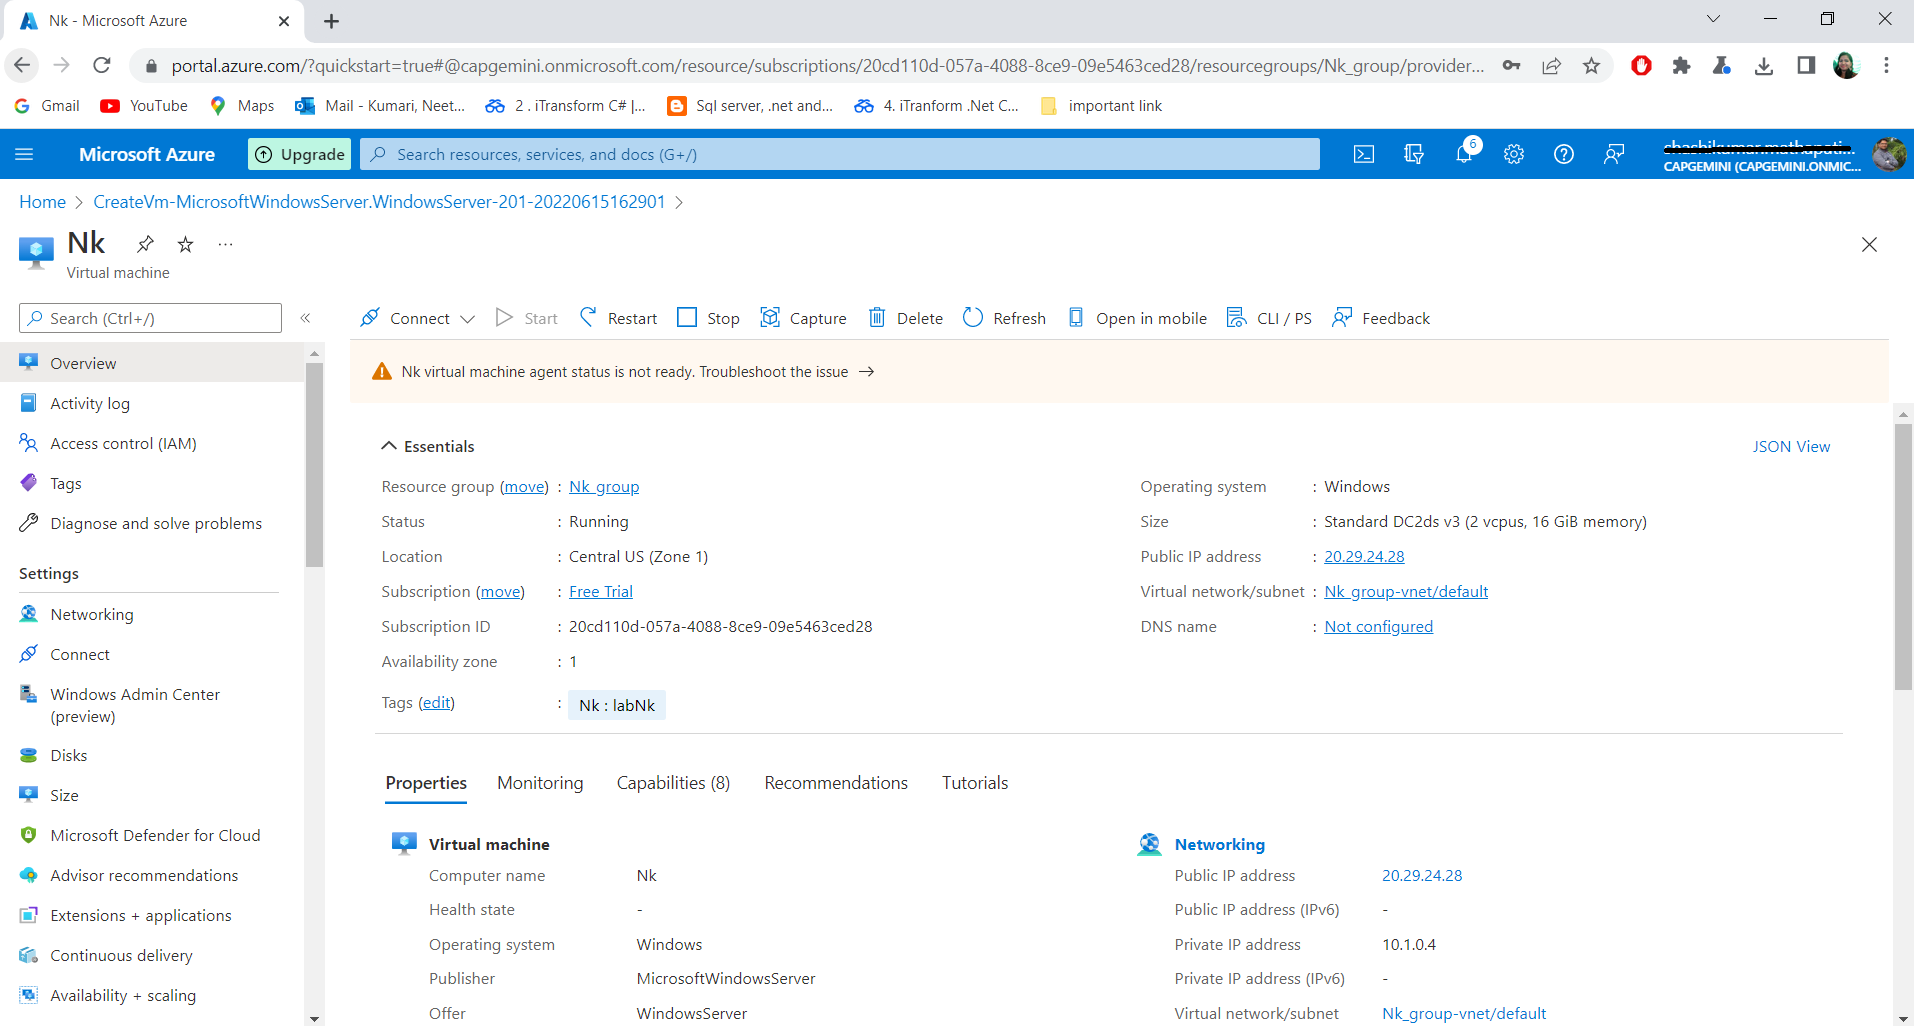 Nk - Microsoft Azure
portal.azure.com/?quickstart=true#@capgemini.onmicrosoft.com/resource/subscriptions/20cd110d-057a-4088-8ce9-09e5463ced28/resourcegroups/Nk_group/provider...
Gmail YouTube Maps Mail - Kumari, Neet... 2 . iTransform C# |... Sql server, .net and... 4. iTranform .Net C... important link
Microsoft Azure Upgrade Search resources, services, and docs (G+/) 6
CAPGEMINI (CAPGEMINI.ONMIC...
Home > CreateVm-MicrosoftWindowsServer.WindowsServer-201-20220615162901 >
Nk ...
Virtual machine
Search (Ctrl+/) «
Connect Start Restart Stop Capture Delete Refresh Open in mobile CLI / PS Feedback
Nk virtual machine agent status is not ready. Troubleshoot the issue →
Overview
Activity log
Access control (IAM)
Tags
Diagnose and solve problems
Settings
Networking
Connect
Windows Admin Center
(preview)
Disks
Size
Microsoft Defender for Cloud
Advisor recommendations
Extensions + applications
Continuous delivery
Availability + scaling
Essentials JSON View
Resource group (move) : Nk_group
Status : Running
Location : Central US (Zone 1)
Subscription (move) : Free Trial
Subscription ID : 20cd110d-057a-4088-8ce9-09e5463ced28
Availability zone : 1
Tags (edit) : Nk : labNk
Operating system : Windows
Size : Standard DC2ds v3 (2 vcpus, 16 GiB memory)
Public IP address : 20.29.24.28
Virtual network/subnet : Nk_group-vnet/default
DNS name : Not configured
Properties Monitoring Capabilities (8) Recommendations Tutorials
Virtual machine
Computer name Nk
Health state -
Operating system Windows
Publisher MicrosoftWindowsServer
Offer WindowsServer
Networking
Public IP address 20.29.24.28
Public IP address (IPv6) -
Private IP address 10.1.0.4
Private IP address (IPv6) -
Virtual network/subnet Nk_group-vnet/default